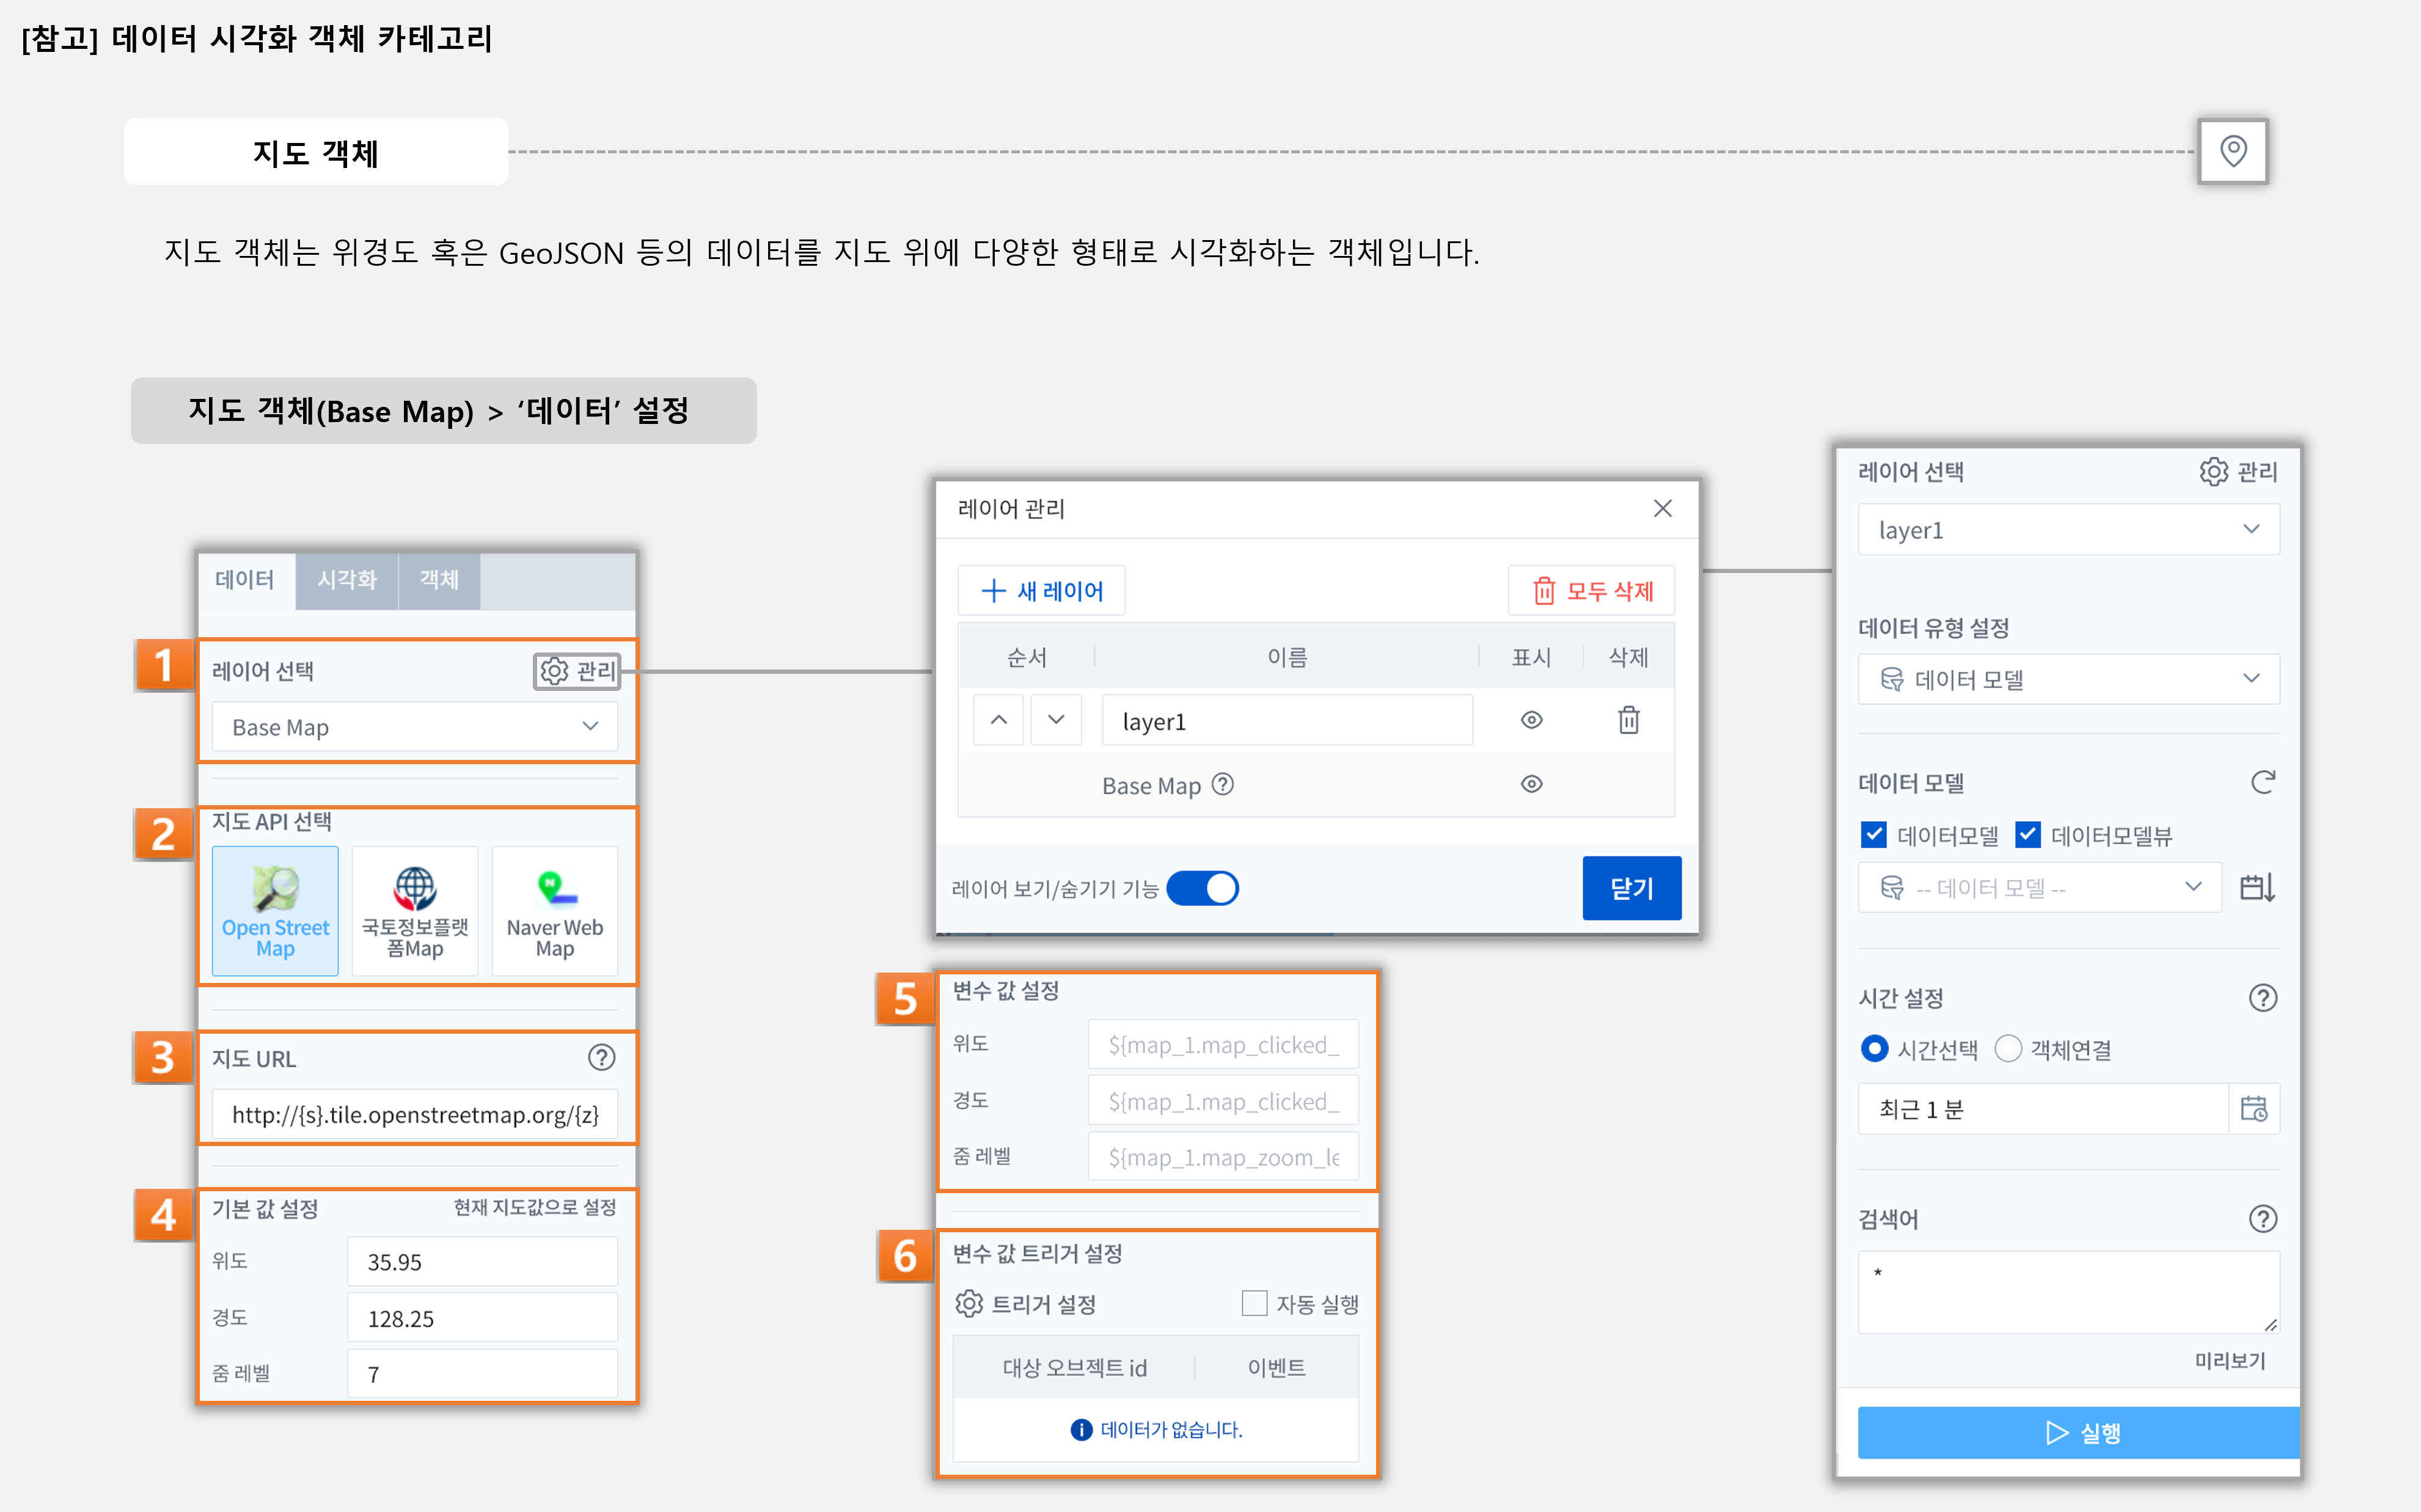 [참고] 데이터 시각화 객체 카테고리
지도 객체
지도 객체는 위경도 혹은 GeoJSON 등의 데이터를 지도 위에 다양한 형태로 시각화하는 객체입니다.
지도 객체(Base Map) > ‘데이터’ 설정
데이터 시각화 객체
1
레이어 선택 관리
Base Map
2
지도 API 선택
Open Street Map
국토정보플랫폼Map
Naver Web Map
3
지도 URL
http://{s}.tile.openstreetmap.org/{z}
4
기본 값 설정 현재 지도값으로 설정
위도 35.95
경도 128.25
줌 레벨 7
레이어 관리
새 레이어 모두 삭제
순서 이름 표시 삭제
layer1
Base Map
레이어 보기/숨기기 기능 닫기
5
변수 값 설정
위도 ${map_1.map_clicked_
경도 ${map_1.map_clicked_
줌 레벨 ${map_1.map_zoom_le
6
변수 값 트리거 설정
트리거 설정 자동 실행
대상 오브젝트 id 이벤트
데이터가 없습니다.
레이어 선택 관리
layer1
데이터 유형 설정
데이터 모델
데이터 모델
데이터모델 데이터모델뷰
-- 데이터 모델 --
시간 설정
시간선택 객체연결
최근 1 분
검색어
*
미리보기
실행